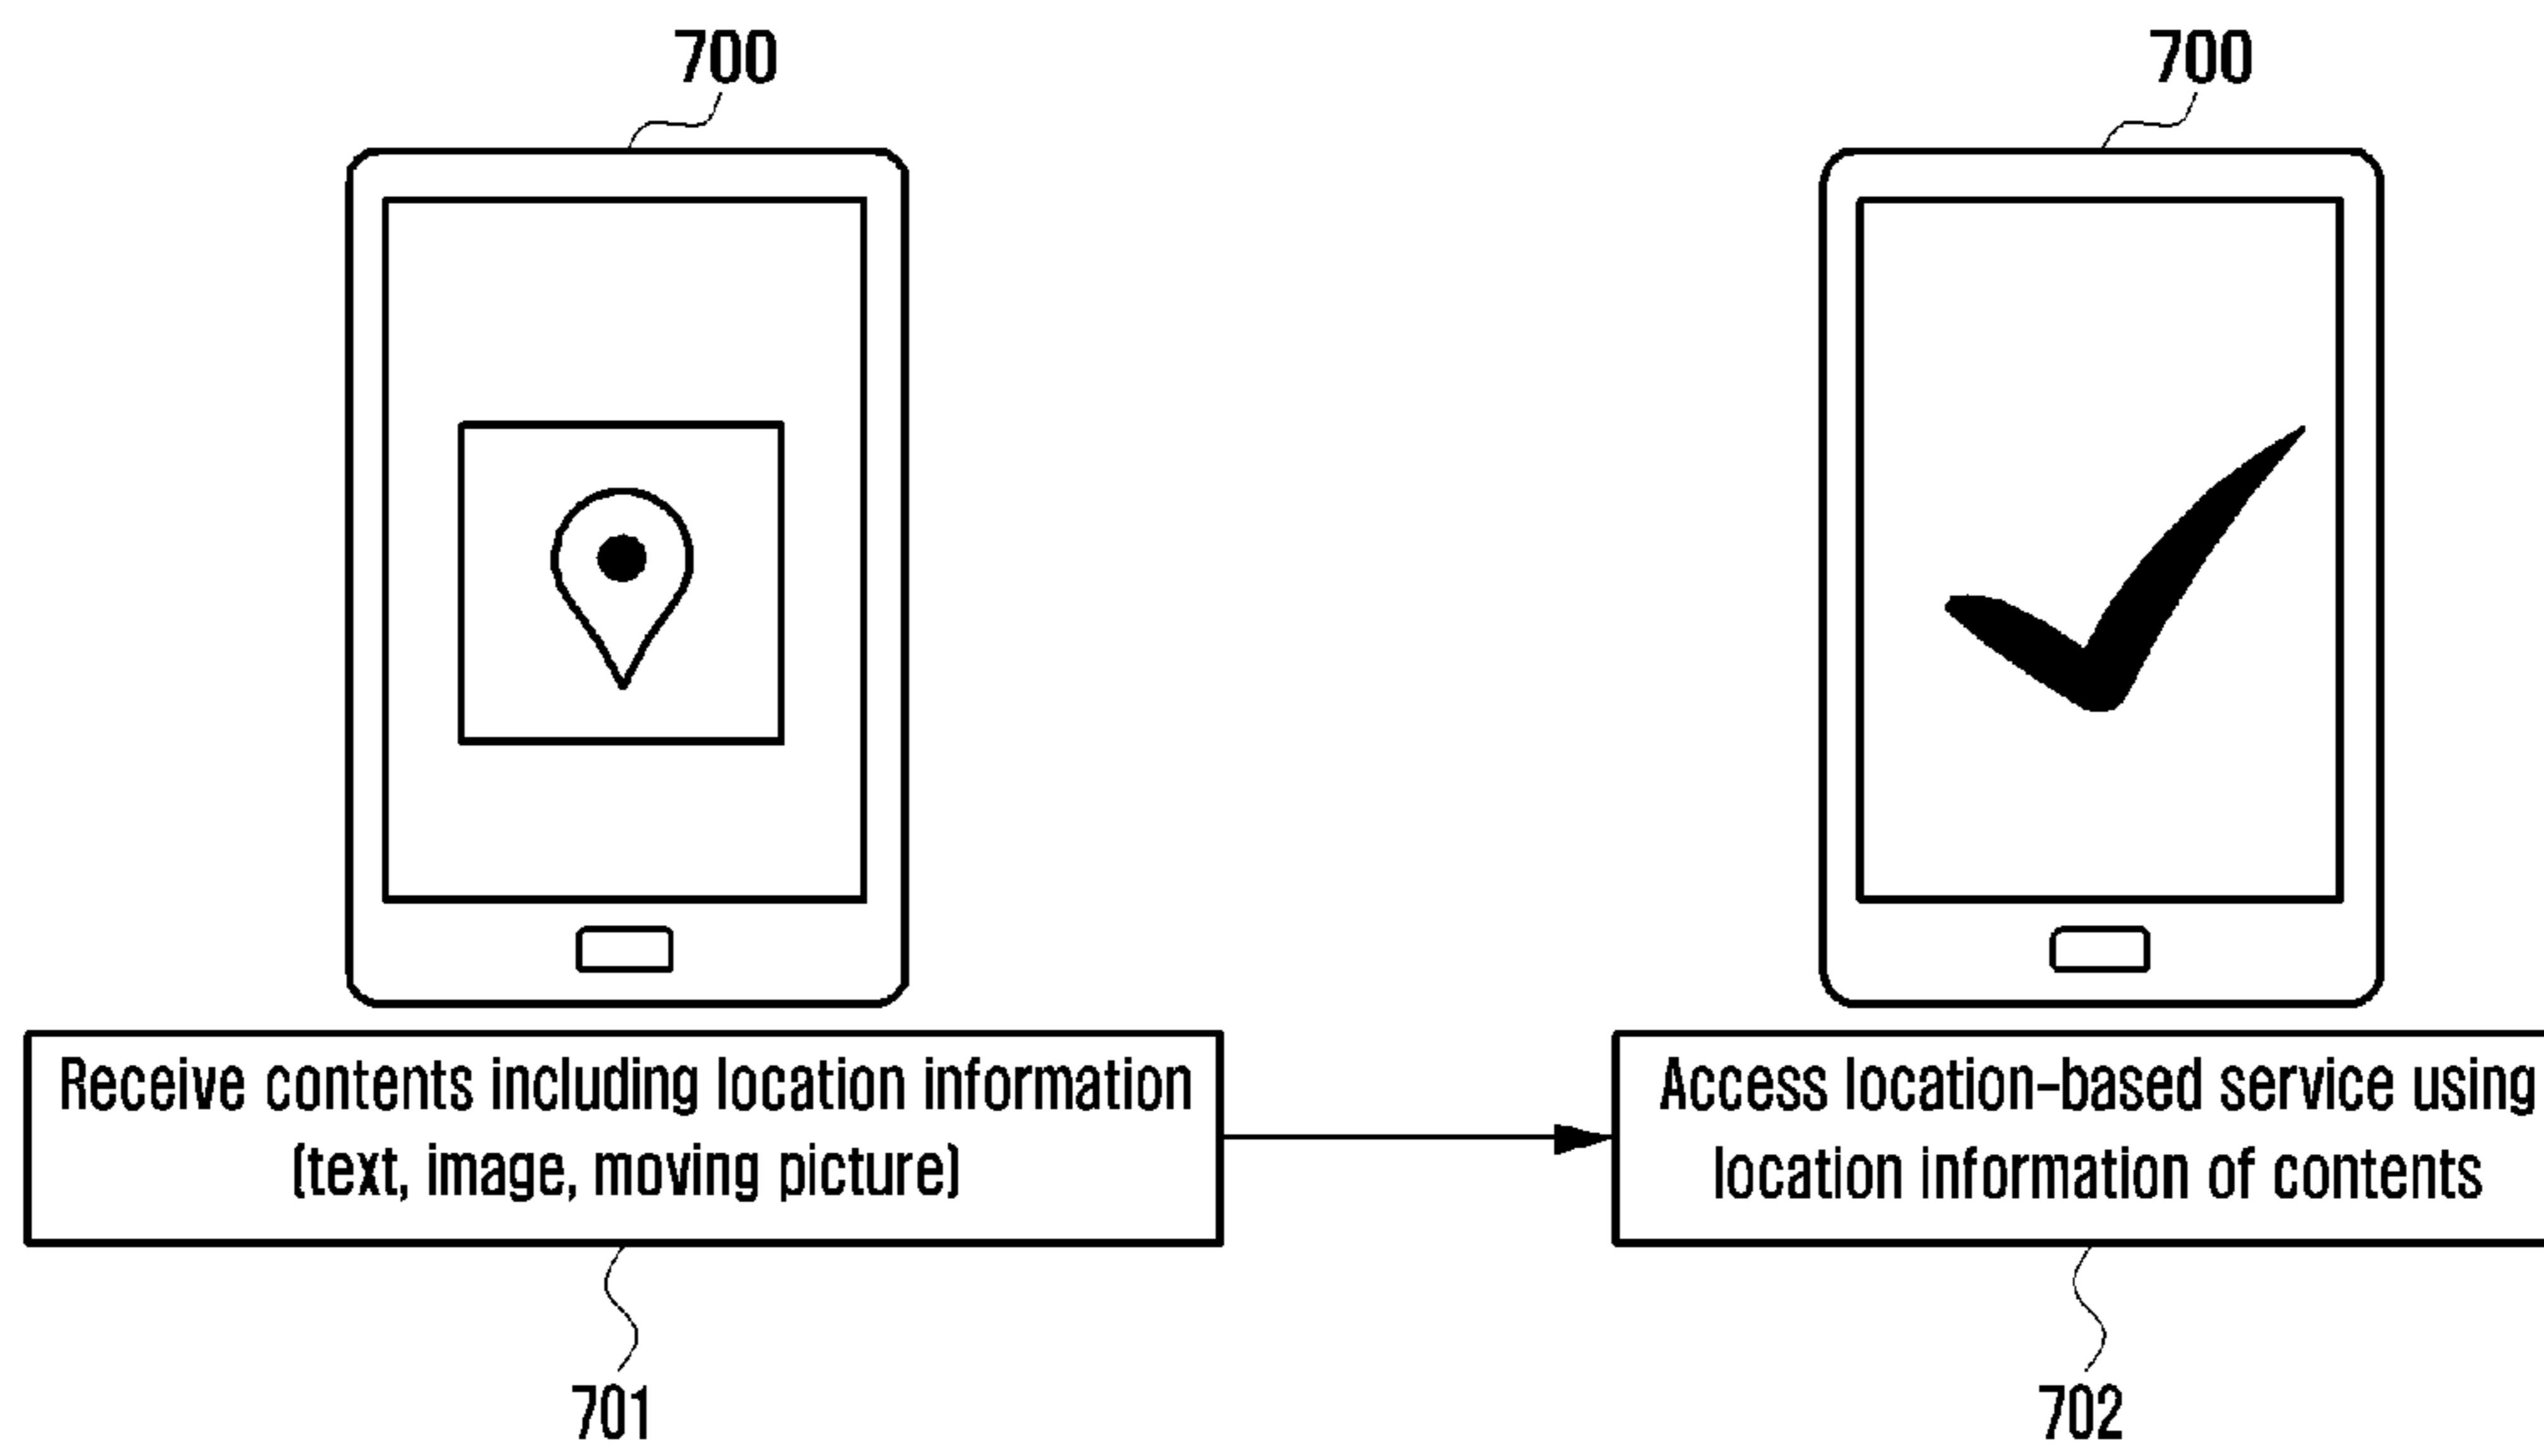 700
700
Receive contents including location information
(text, image, moving picture)
Access location-based service using
location information of contents
701
702